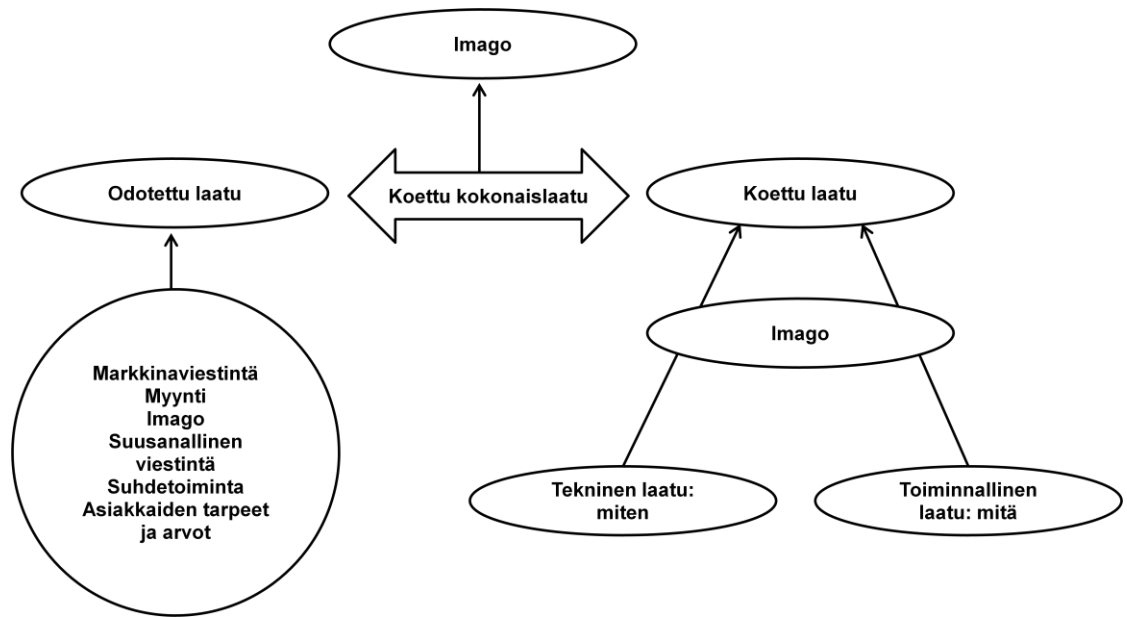 Imago
Odotettu laatu
Koettu kokonaislaatu
Koettu laatu
Imago
Markkinaviestintä
Myynti
Imago
Suusanallinen
viestintä
Suhdetoiminta
Asiakkaiden tarpeet
ja arvot
Tekninen laatu:
miten
Toiminnallinen
laatu: mitä